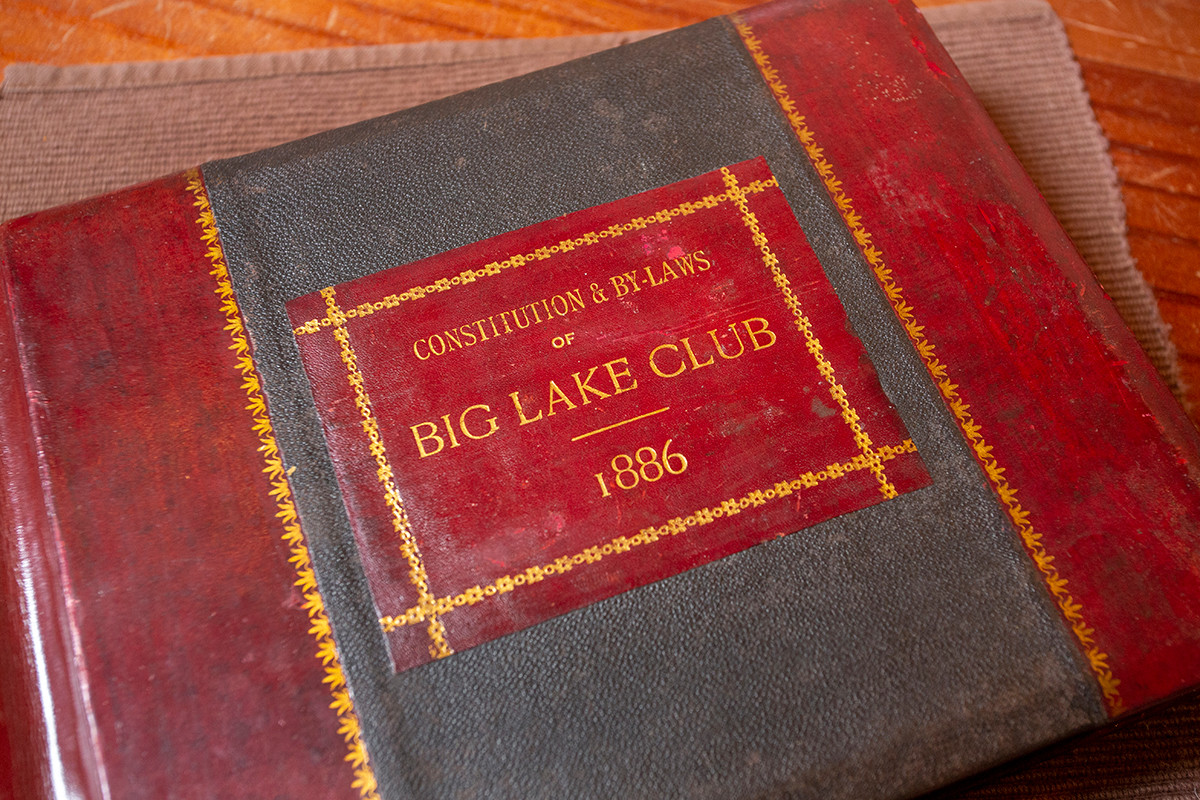 CONSTITUTION & BY-LAWS
OF
BIG LAKE CLUB
1886